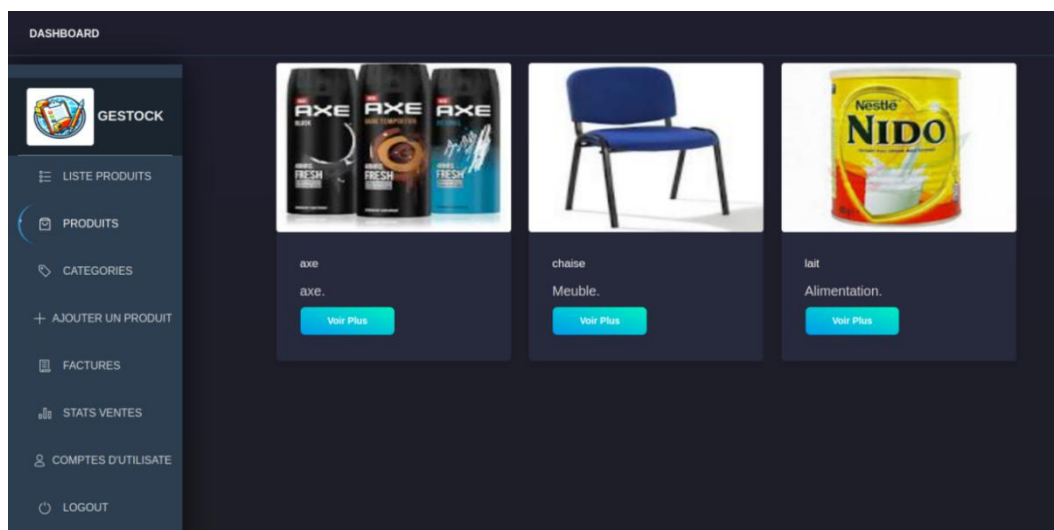 DASHBOARD
GESTOCK
LISTE PRODUITS
PRODUITS
CATEGORIES
AJOUTER UN PRODUIT
FACTURES
STATS VENTES
COMPTES D'UTILISATE
LOGOUT
AXE AXE AXE
BLACK
FRESH FRESH FRESH
axe
axe.
Voir Plus
chaise
Meuble.
Voir Plus
Nestlé
NIDO
lait
Alimentation.
Voir Plus